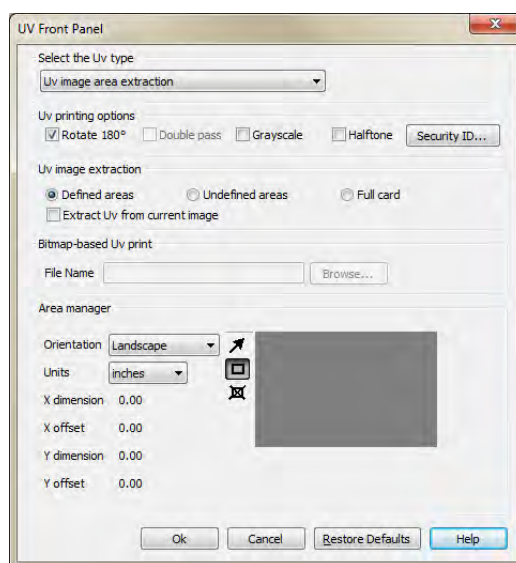 UV Front Panel
Select the Uv type
Uv image area extraction
Uv printing options
Rotate 180° Double pass Grayscale Halftone Security ID...
Uv image extraction
Defined areas Undefined areas Full card
Extract Uv from current image
Bitmap-based Uv print
File Name Browse...
Area manager
Orientation Landscape
Units inches
X dimension 0.00
X offset 0.00
Y dimension 0.00
Y offset 0.00
Ok Cancel Restore Defaults Help